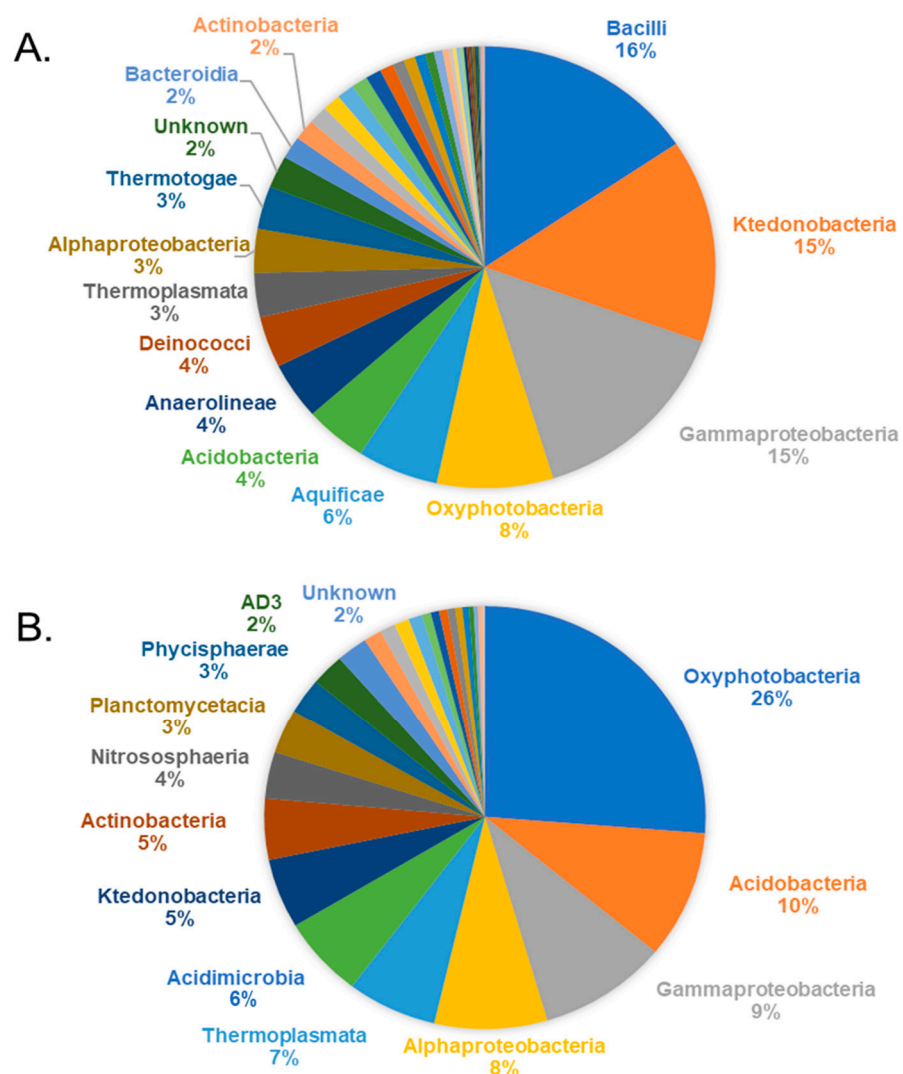 A.
Bacilli
16%
Ktedonobacteria
15%
Gammaproteobacteria
15%
Oxyphotobacteria
8%
Aquificae
6%
Acidobacteria
4%
Anaerolineae
4%
Deinococci
4%
Thermoplasmata
3%
Alphaproteobacteria
3%
Thermotogae
3%
Unknown
2%
Bacteroidia
2%
Actinobacteria
2%
B.
Oxyphotobacteria
26%
Acidobacteria
10%
Gammaproteobacteria
9%
Alphaproteobacteria
8%
Thermoplasmata
7%
Acidimicrobia
6%
Ktedonobacteria
5%
Actinobacteria
5%
Nitrososphaeria
4%
Planctomycetacia
3%
Phycisphaerae
3%
AD3
2%
Unknown
2%